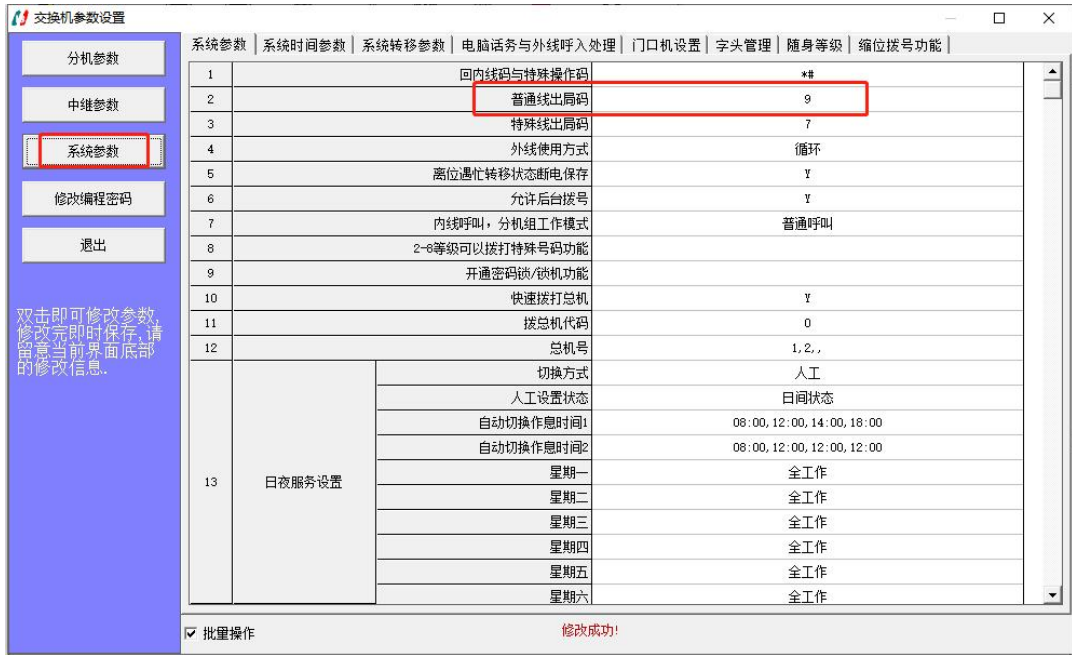 交换机参数设置
分机参数
中继参数
系统参数
修改编程密码
退出
双击即可修改参数,
修改完即时保存,请
留意当前界面底部
的修改信息..
系统参数 系统时间参数 系统转移参数 电脑话务与外线呼入处理 门口机设置 字头管理 随身等级 缩位拨号功能
1 回内线码与特殊操作码 *#
2 普通线出局码 9
3 特殊线出局码 7
4 外线使用方式 循环
5 离位遇忙转移状态断电保存 Y
6 允许后台拨号 Y
7 内线呼叫，分机组工作模式 普通呼叫
8 2-8等级可以拨打特殊号码功能
9 开通密码锁/锁机功能
10 快速拨打总机 Y
11 拨总机代码 0
12 总机号 1,2,,
13 日夜服务设置
切换方式 人工
人工设置状态 日间状态
自动切换作息时间1 08:00,12:00,14:00,18:00
自动切换作息时间2 08:00,12:00,12:00,12:00
星期一 全工作
星期二 全工作
星期三 全工作
星期四 全工作
星期五 全工作
星期六 全工作
批量操作
修改成功!